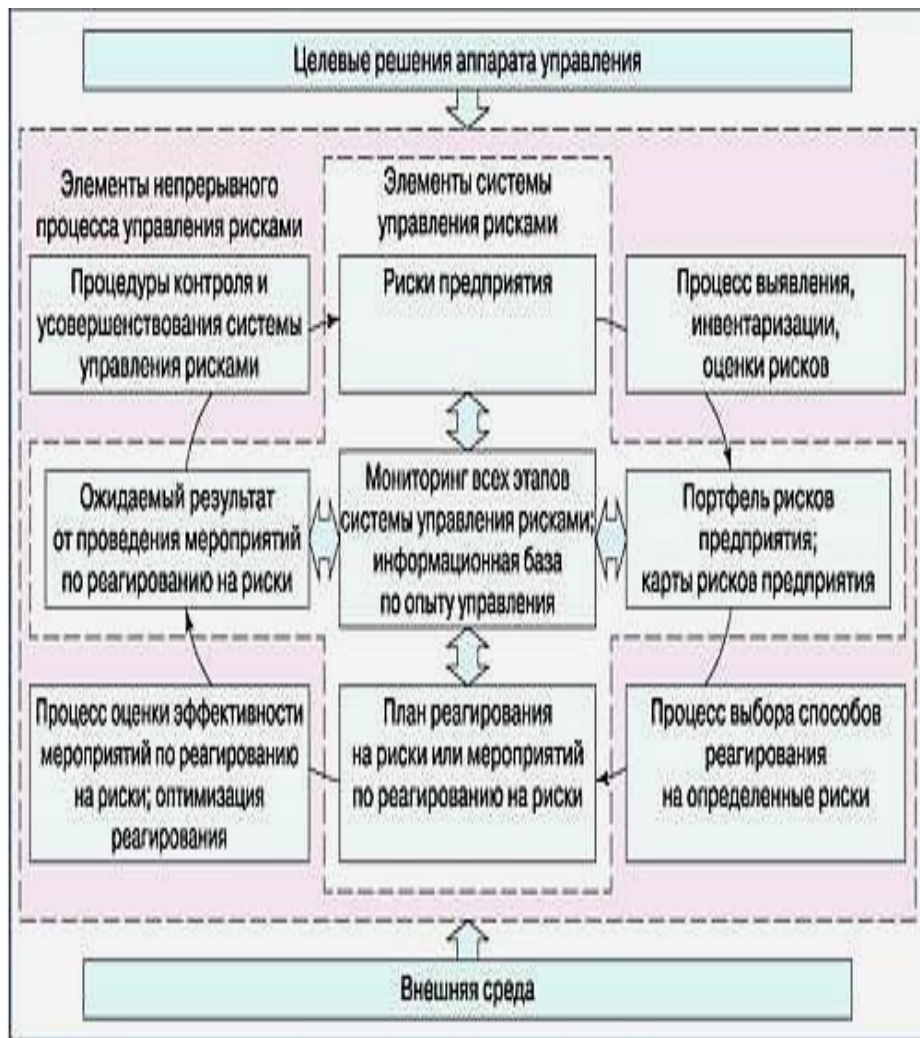 Целевые решения аппарата управления
Элементы непрерывного
процесса управления рисками
Элементы системы
управления рисками
Процедуры контроля и
усовершенствования системы
управления рисками
Риски предприятия
Процесс выявления,
инвентаризации,
оценки рисков
Ожидаемый результат
от проведения мероприятий
по реагированию на риски
Мониторинг всех этапов
системы управления рисками;
информационная база
по опыту управления
Портфель рисков
предприятия;
карты рисков предприятия
Процесс оценки эффективности
мероприятий по реагированию
на риски; оптимизация
реагирования
План реагирования
на риски или мероприятий
по реагированию на риски
Процесс выбора способов
реагирования
на определенные риски
Внешняя среда